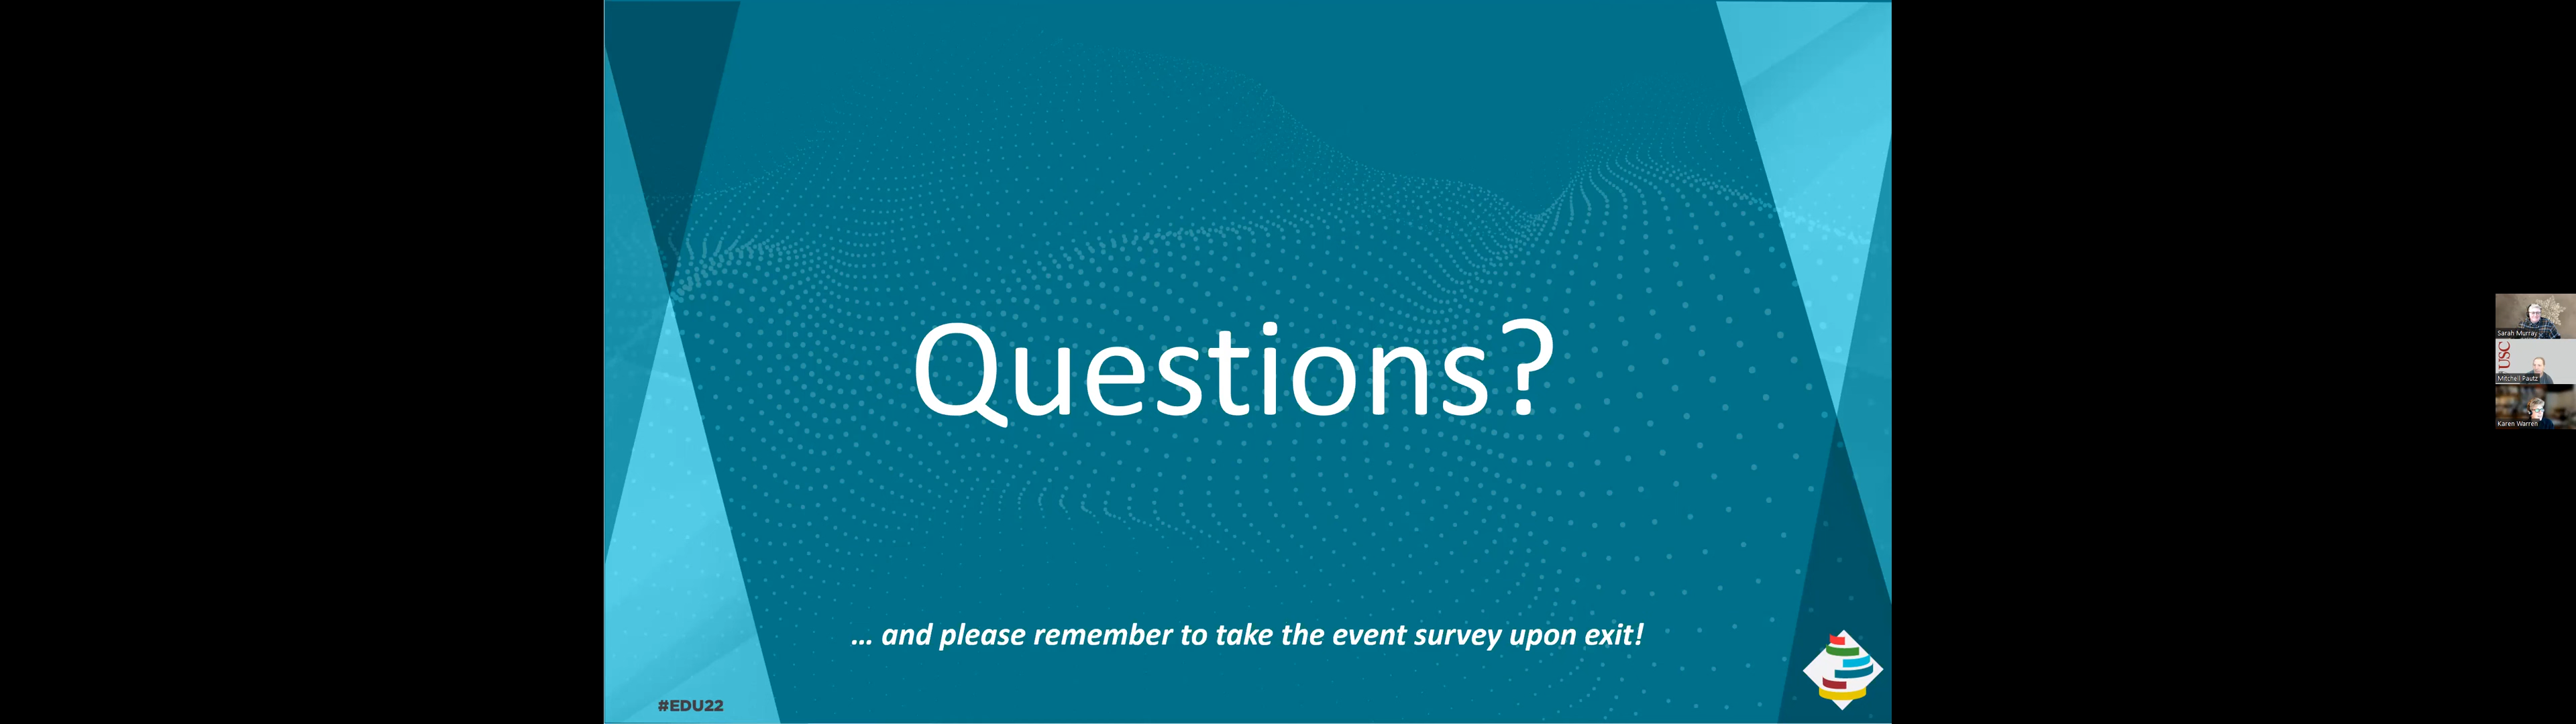 Questions?
... and please remember to take the event survey upon exit!
#EDU22
Sarah Murray
USC
Mitchell Pautz
Karen Warren